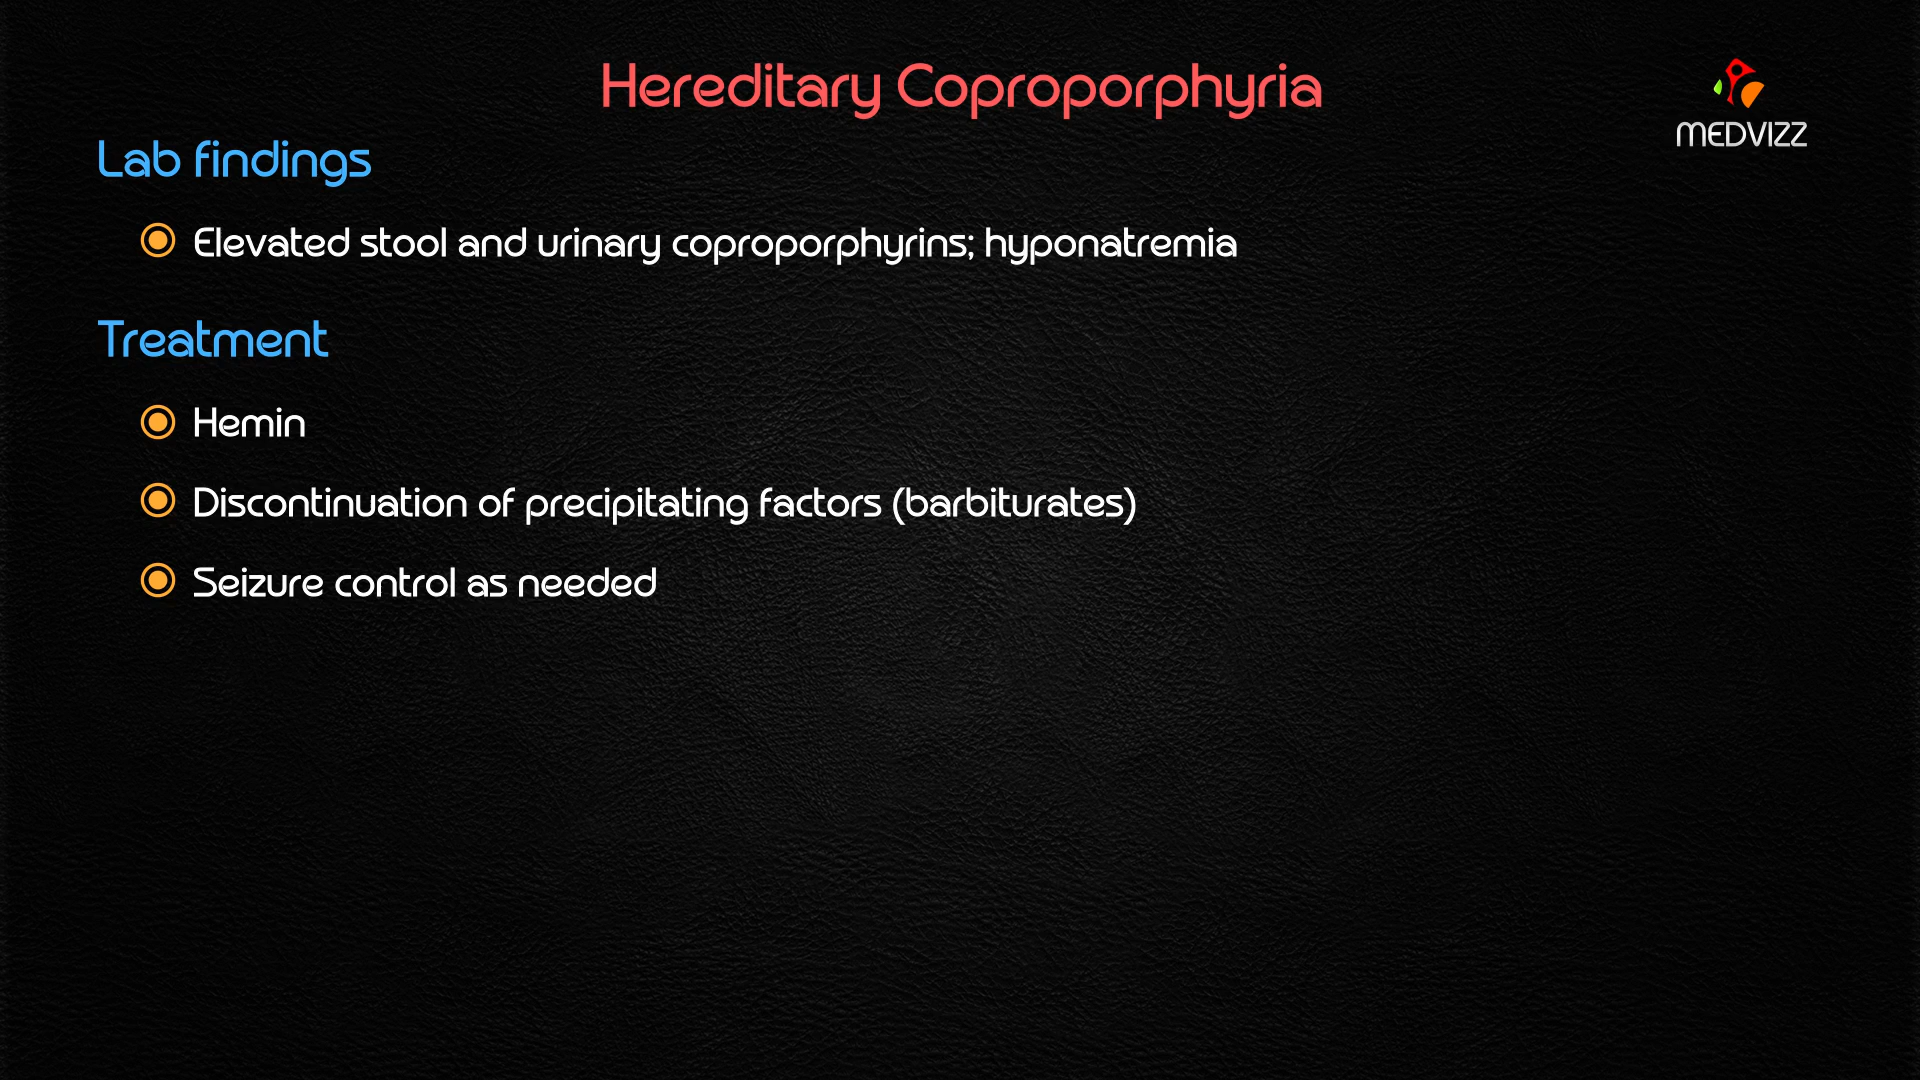 Hereditary Coproporphyria
MEDVIZZ
Lab findings
Elevated stool and urinary coproporphyrins; hyponatremia
Treatment
Hemin
Discontinuation of precipitating factors (barbiturates)
Seizure control as needed